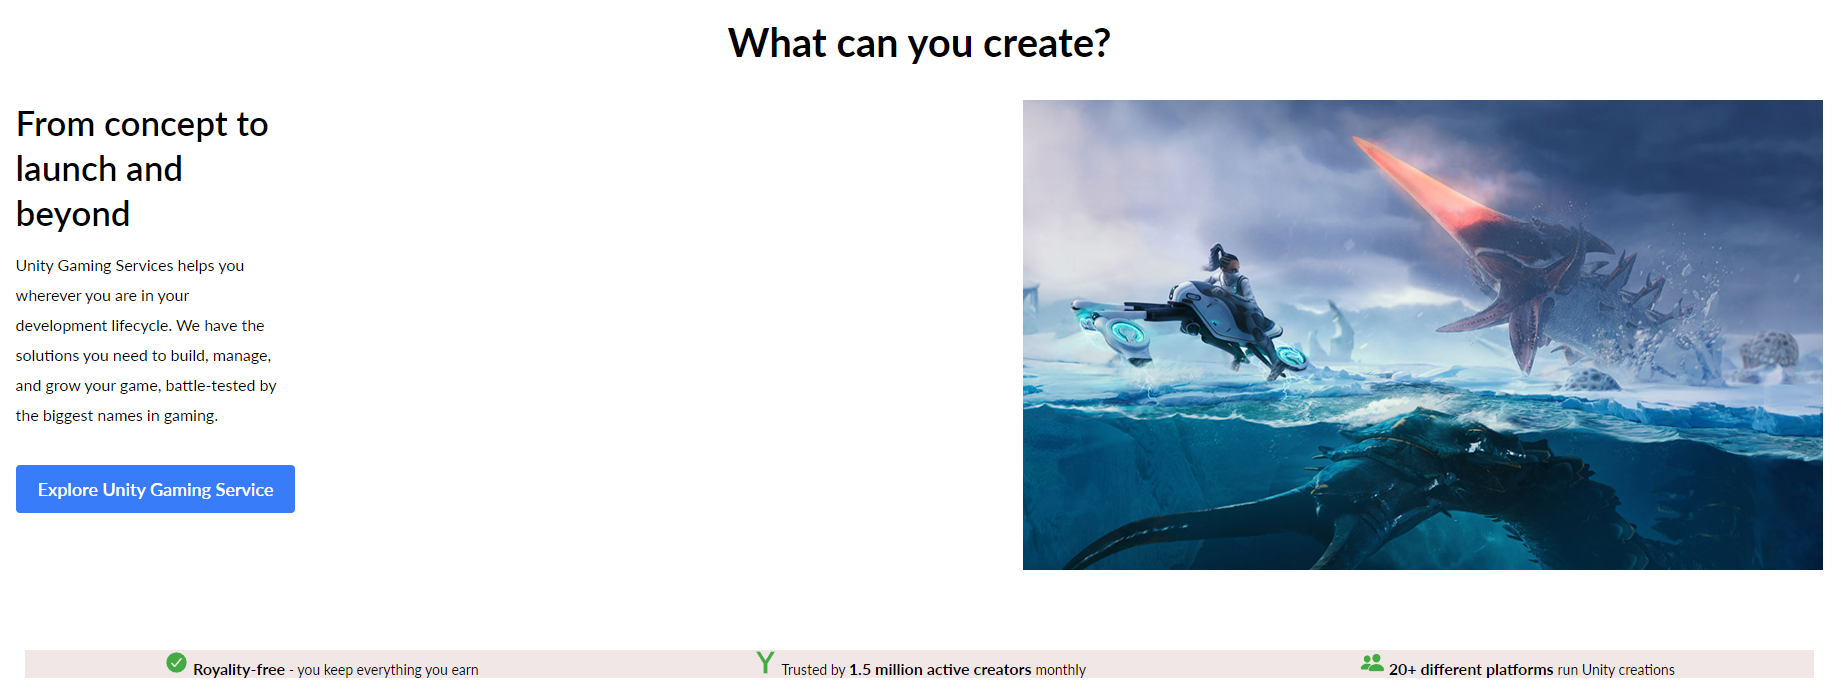 What can you create?
From concept to
launch and
beyond
Unity Gaming Services helps you
wherever you are in your
development lifecycle. We have the
solutions you need to build, manage,
and grow your game, battle-tested by
the biggest names in gaming.
Explore Unity Gaming Service
Royality-free - you keep everything you earn
Trusted by 1.5 million active creators monthly
20+ different platforms run Unity creations